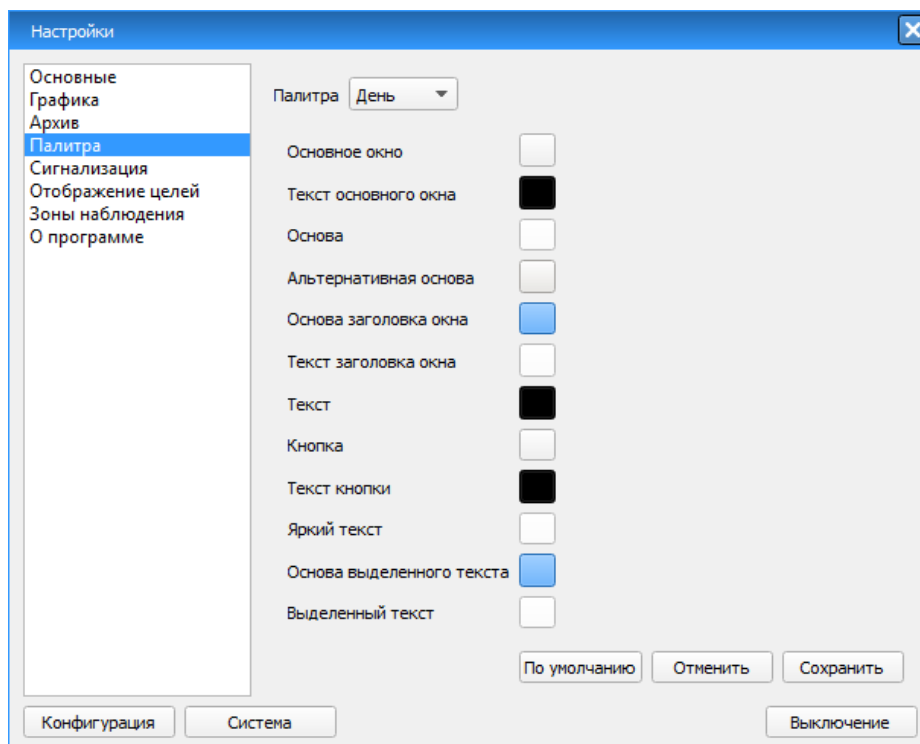 Настройки
Основные
Графика
Архив
Палитра
Сигнализация
Отображение целей
Зоны наблюдения
О программе
Палитра День
Основное окно
Текст основного окна
Основа
Альтернативная основа
Основа заголовка окна
Текст заголовка окна
Текст
Кнопка
Текст кнопки
Яркий текст
Основа выделенного текста
Выделенный текст
По умолчанию Отменить Сохранить
Конфигурация Система Выключение